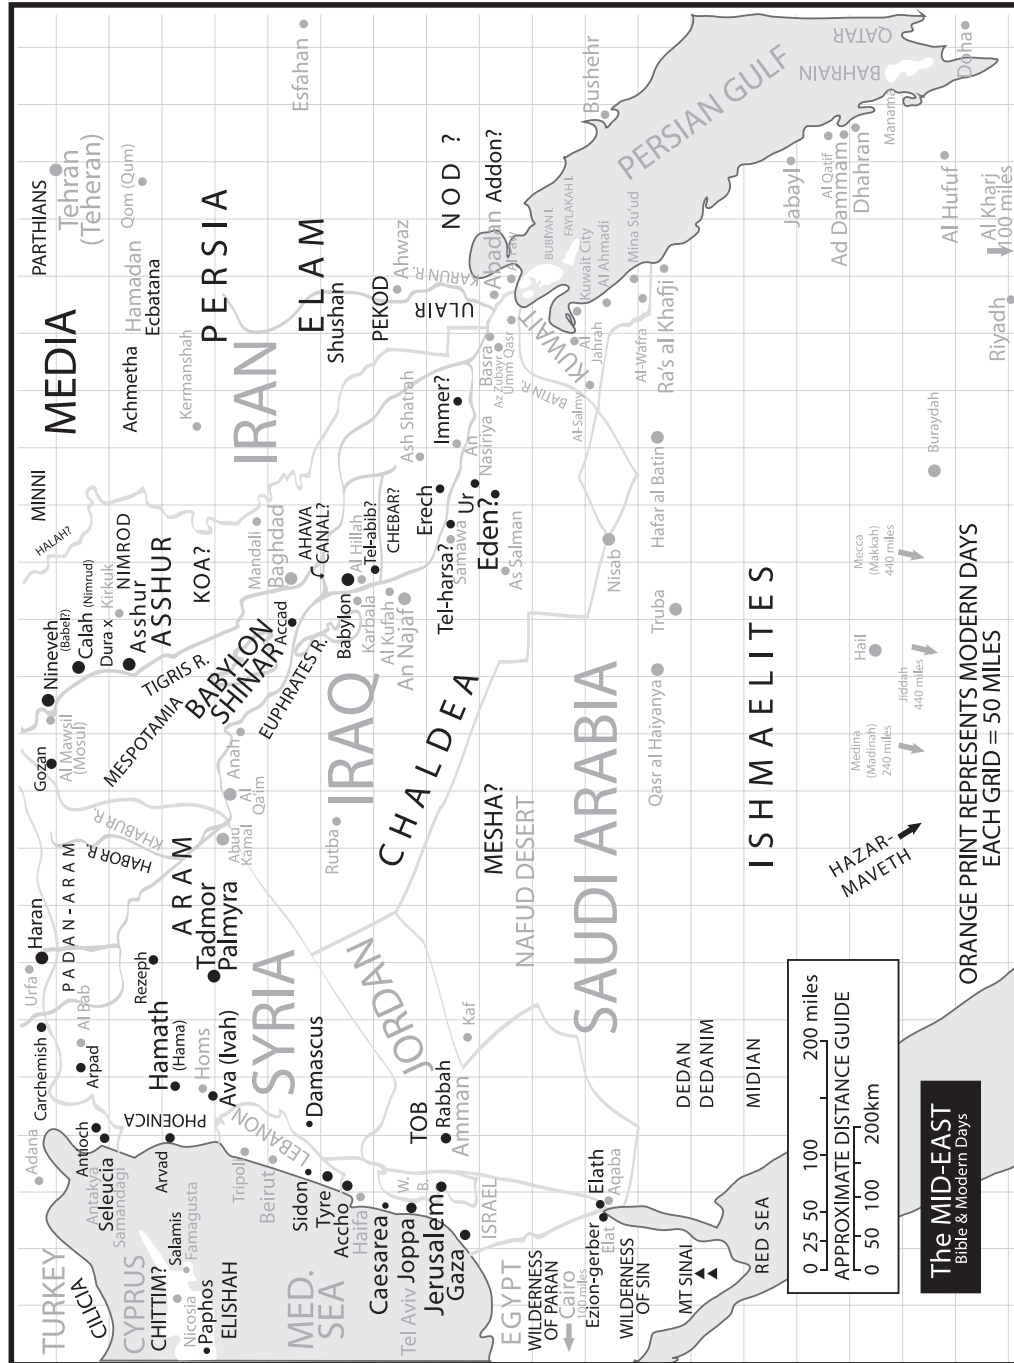 TURKEY
Adana
Carchemish
Urfa
Haran
Gozan
Nineveh
(Babel?)
MINNI
PARTHIANS
CILICIA
Al Mawsil
(Mosul)
HALAH?
MEDIA
Tehran
(Teheran)
PADAN-ARAM
Calah (Nimrud)
Antioch
Arpad
Al Bab
Antakya
Seleucia
Samandagi
KHABUR R.
HABOR R.
Dura x Kirkuk
NIMROD
CYPRUS
CHITTIM?
PHOENICA
Rezeph
Asshur
ASSHUR
Achmetha
Hamadan
Ecbatana
Qom (Qum)
Arvad
Hamath
(Hama)
MESPOTAMIA
TIGRIS R.
Salamis
Famagusta
Nicosia
Paphos
ELISHAH
Homs
Ava (Ivah)
ARAM
Tadmor
Palmyra
KOA?
Kermanshah
PERSIA
Tripoli
Abuu
Kamal
Al
Qa'im
Anah
BABYLON
SHINAR
IRAN
LEBANON
Beirut
SYRIA
EUPHRATES R.
Accad
Mandali
Baghdad
Esfahan
MED.
SEA
Sidon
Damascus
AHAVA
CANAL?
ELAM
Tyre
Accho
Haifa
Rutba
IRAQ
Babylon
Al Hillah
Tel-abib?
Karbala
Shushan
JORDAN
CHALDEA
Al Kufah
An Najaf
CHEBAR?
PEKOD
Caesarea
Tel Aviv Joppa
W.
B.
TOB
Rabbah
Ash Shatrah
Ahwaz
KARUN R.
Jerusalem
Gaza
Amman
Kaf
Tel-harsa?
Erech
Samawa
Ur
Eden?
Immer?
An
Nasiriya
ULAIR
NOD ?
ISRAEL
MESHA?
As Salman
Basra
Az Zubayr
Umm Qasr
Abadan
Addon?
Al Faw
EGYPT
NAFUD DESERT
WILDERNESS
OF PARAN
Cairo
100 miles
KUWAIT
BATIN R.
BUBIYAN I.
FAYLAKAH I.
Ezion-gerber
Elath
Elat
Aqaba
SAUDI ARABIA
Nisab
Al-Salmy
Al
Jahrah
Kuwait City
Al Ahmadi
Bushehr
WILDERNESS
OF SIN
Al-Wafra
Mina Su'ud
PERSIAN GULF
Qasr al Haiyanya
Truba
Hafar al Batin
Ra's al Khafji
MT SINAI
DEDAN
DEDANIM
RED SEA
MIDIAN
ISHMAELITES
Jabayl
Al Qatif
Ad Dammam
Dhahran
BAHRAIN
QATAR
Manama
0 25 50 100 200 miles
APPROXIMATE DISTANCE GUIDE
0 50 100 200km
HAZAR-
MAVETH
Medina
(Madinah)
240 miles
Hail
Jiddah
440 miles
Mecca
(Makkah)
440 miles
Buraydah
Al Hufuf
Doha
The MID-EAST
Bible & Modern Days
ORANGE PRINT REPRESENTS MODERN DAYS
EACH GRID = 50 MILES
Riyadh
Al Kharj
100 miles